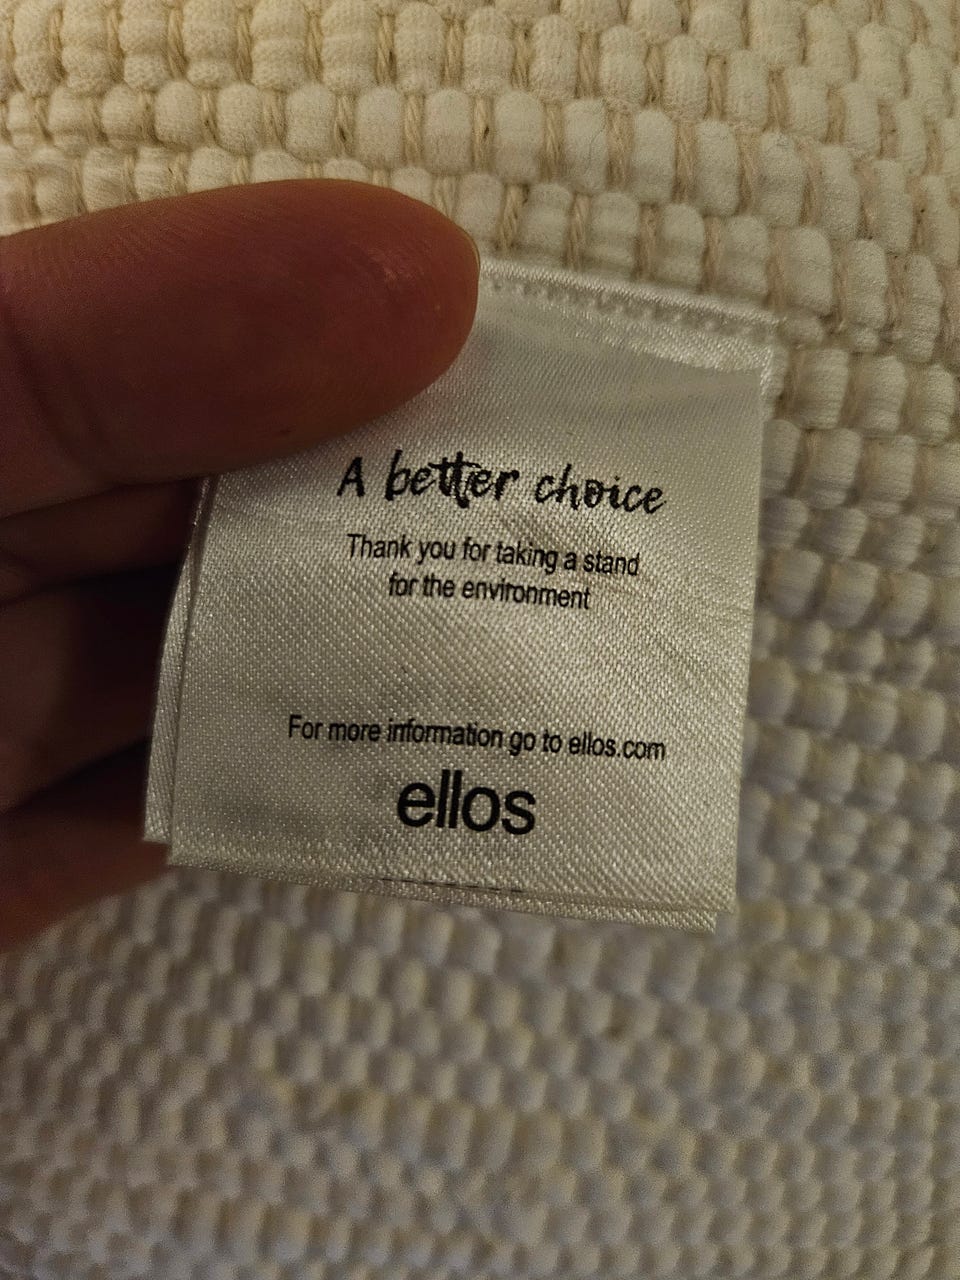 A better choice
Thank you for taking a stand
for the environment
For more information go to ellos.com
ellos